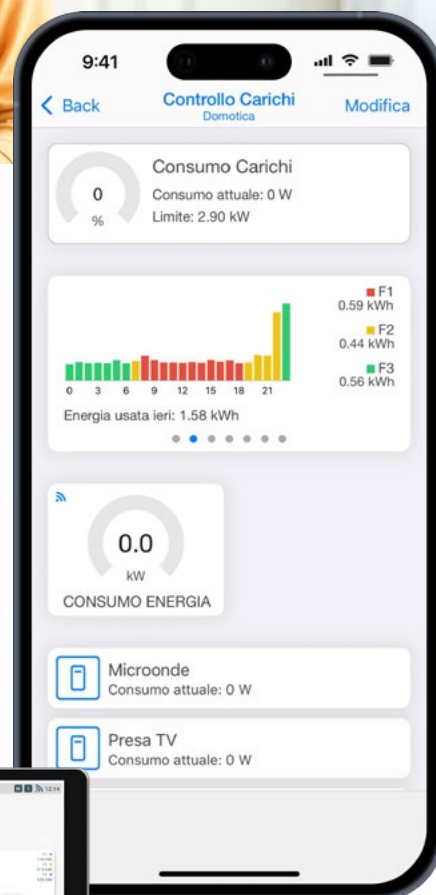 9:41
Back
Controllo Carichi
Modifica
Domotica
Consumo Carichi
0
%
Consumo attuale: 0 W
Limite: 2.90 kW
F1
0.59 kWh
F2
0.44 kWh
F3
0.56 kWh
0 3 6 9 12 15 18 21
Energia usata ieri: 1.58 kWh
0.0
kW
CONSUMO ENERGIA
Microonde
Consumo attuale: 0 W
Presa TV
Consumo attuale: 0 W